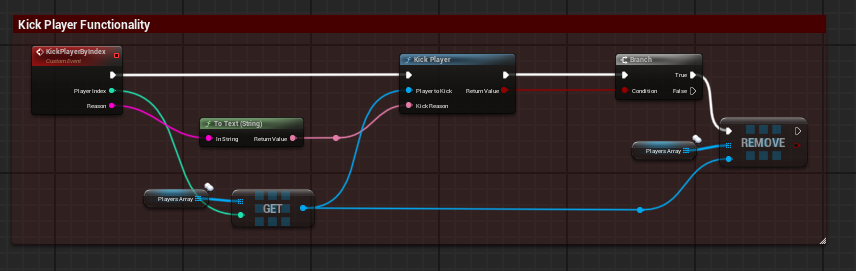 Kick Player Functionality
KickPlayerByIndex
Custom Event
Player Index
Reason
To Text (String)
In String
Return Value
Players Array
GET
Kick Player
Player to Kick
Return Value
Kick Reason
Branch
True
Condition
False
Players Array
REMOVE